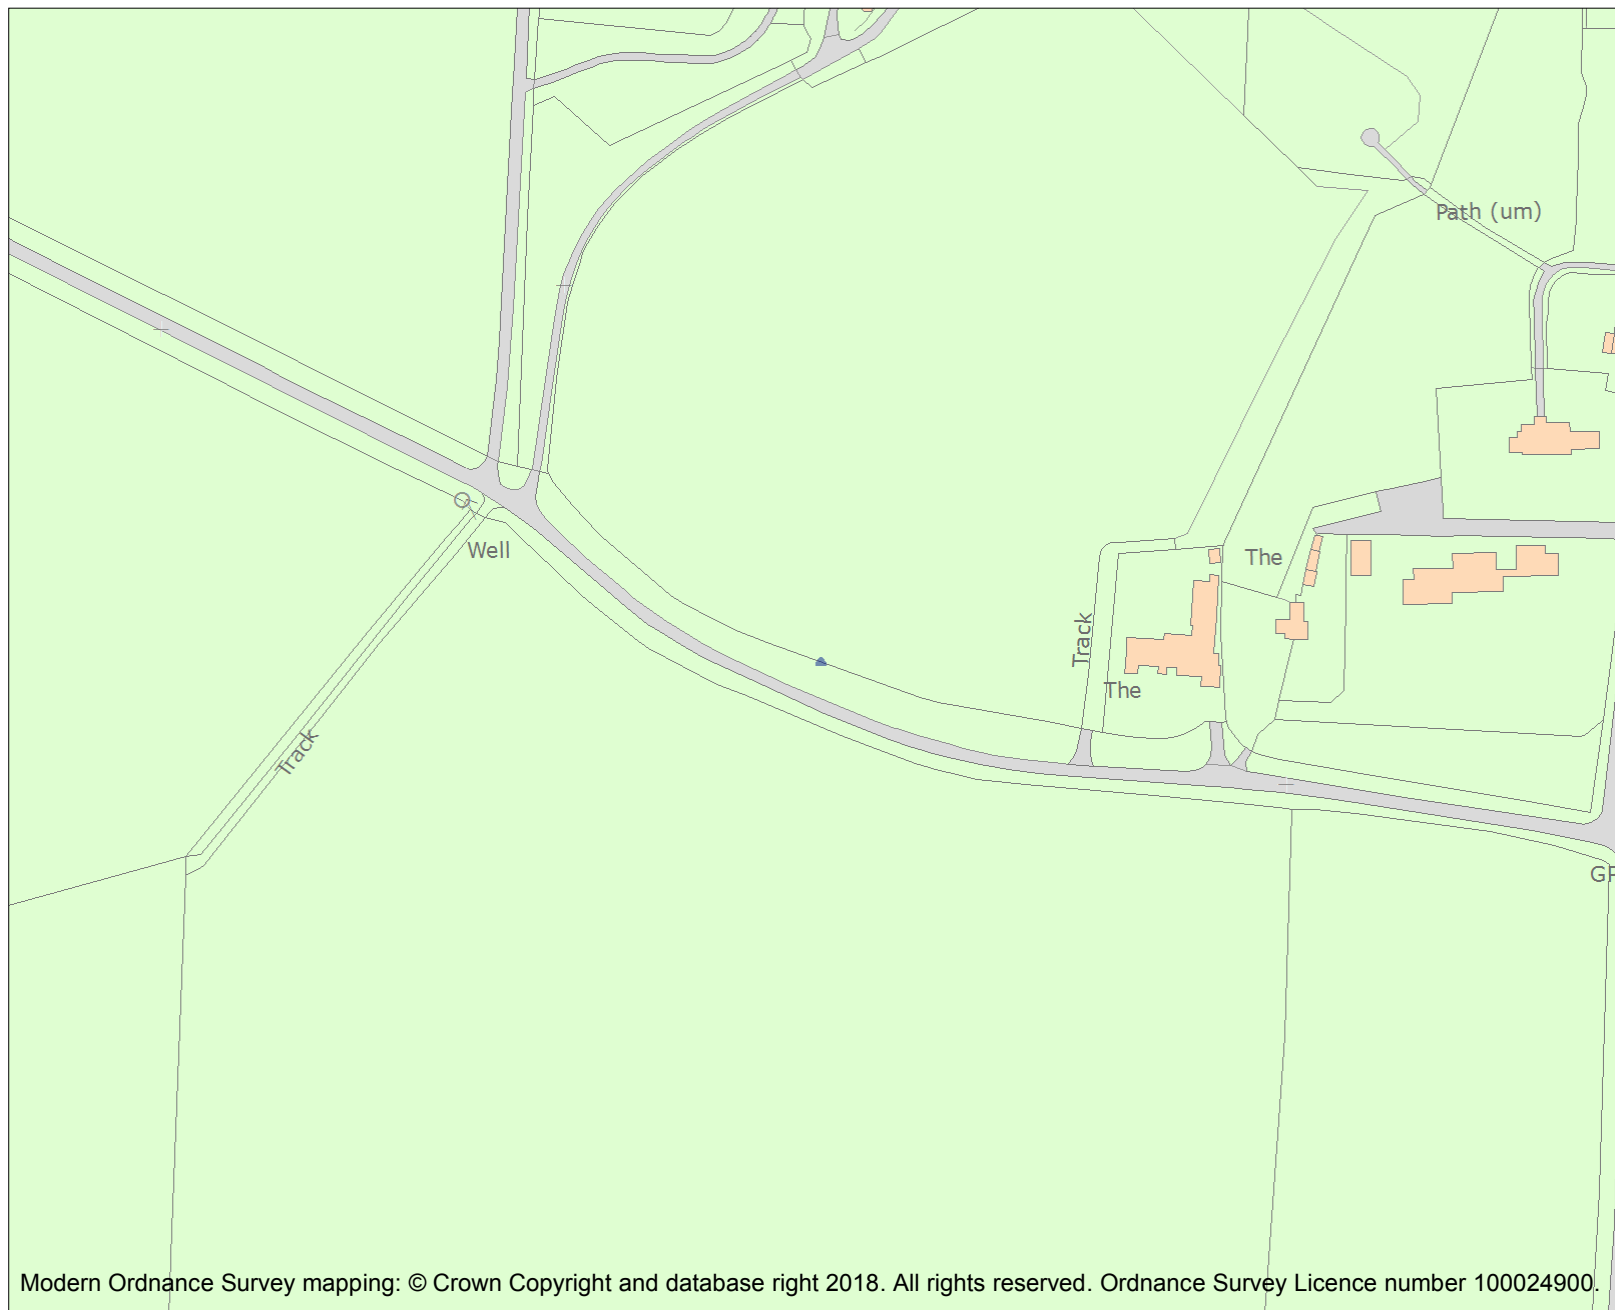 Path (um)
Well
The
Track
The
Track
GP
Modern Ordnance Survey mapping: © Crown Copyright and database right 2018. All rights reserved. Ordnance Survey Licence number 100024900.